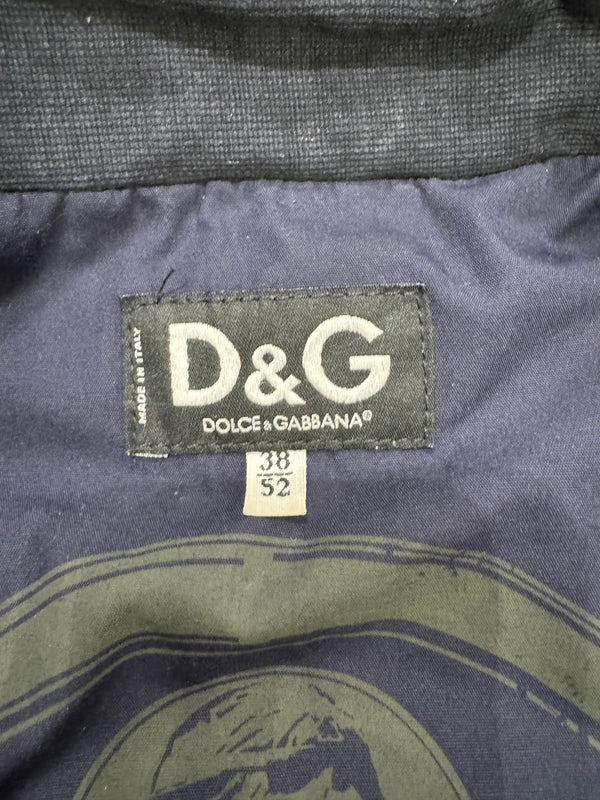 MADE IN ITALY
D&G
DOLCE & GABBANA®
38
52